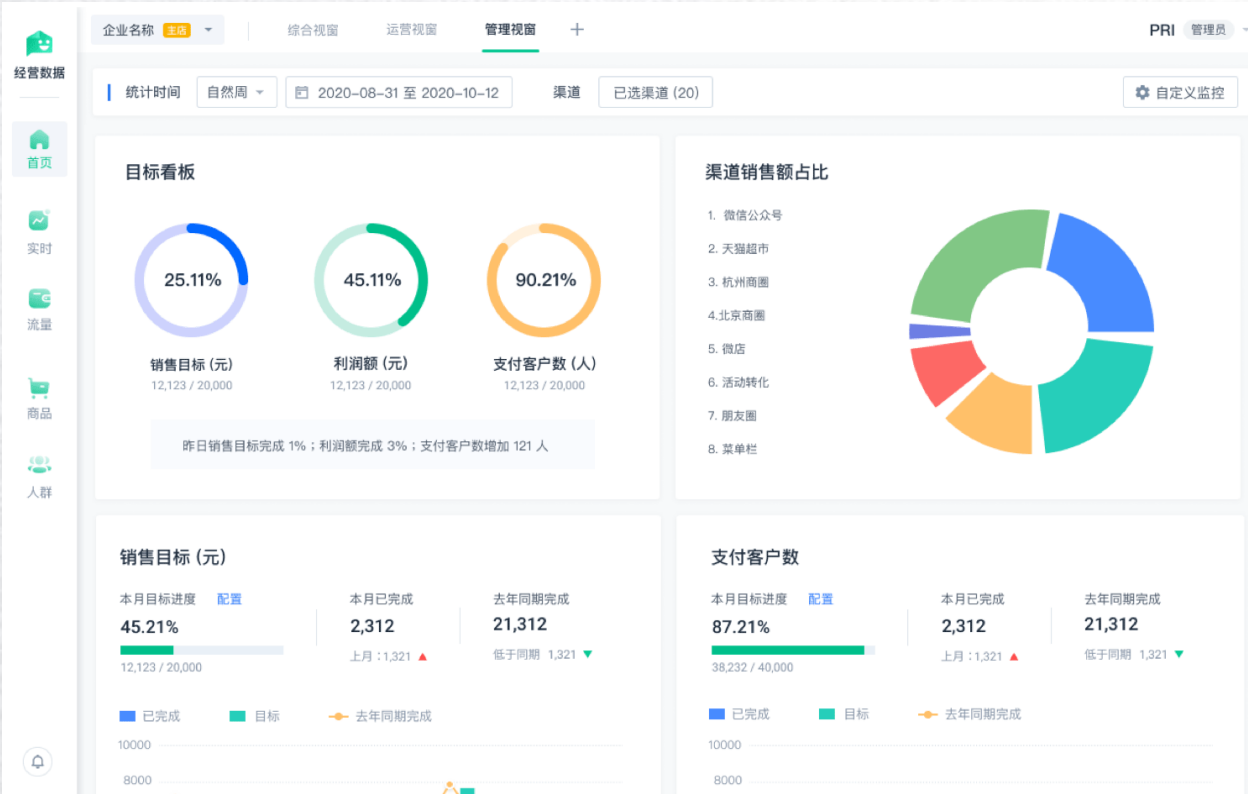 企业名称 主店
综合视窗
运营视窗
管理视窗
PRI 管理员
经营数据
首页
实时
流量
商品
人群
统计时间 自然周 2020-08-31 至 2020-10-12 渠道 已选渠道 (20) 自定义监控
目标看板
25.11%
45.11%
90.21%
销售目标 (元)
12,123 / 20,000
利润额 (元)
12,123 / 20,000
支付客户数 (人)
12,123 / 20,000
昨日销售目标完成 1%；利润额完成 3%；支付客户数增加 121 人
渠道销售额占比
1. 微信公众号
2. 天猫超市
3. 杭州商圈
4.北京商圈
5. 微店
6. 活动转化
7. 朋友圈
8. 菜单栏
销售目标 (元)
本月目标进度 配置
45.21%
12,123 / 20,000
本月已完成
2,312
上月：1,321
去年同期完成
21,312
低于同期 1,321
已完成 目标 去年同期完成
10000
8000
支付客户数
本月目标进度 配置
87.21%
38,232 / 40,000
本月已完成
2,312
上月：1,321
去年同期完成
21,312
低于同期 1,321
已完成 目标 去年同期完成
10000
8000